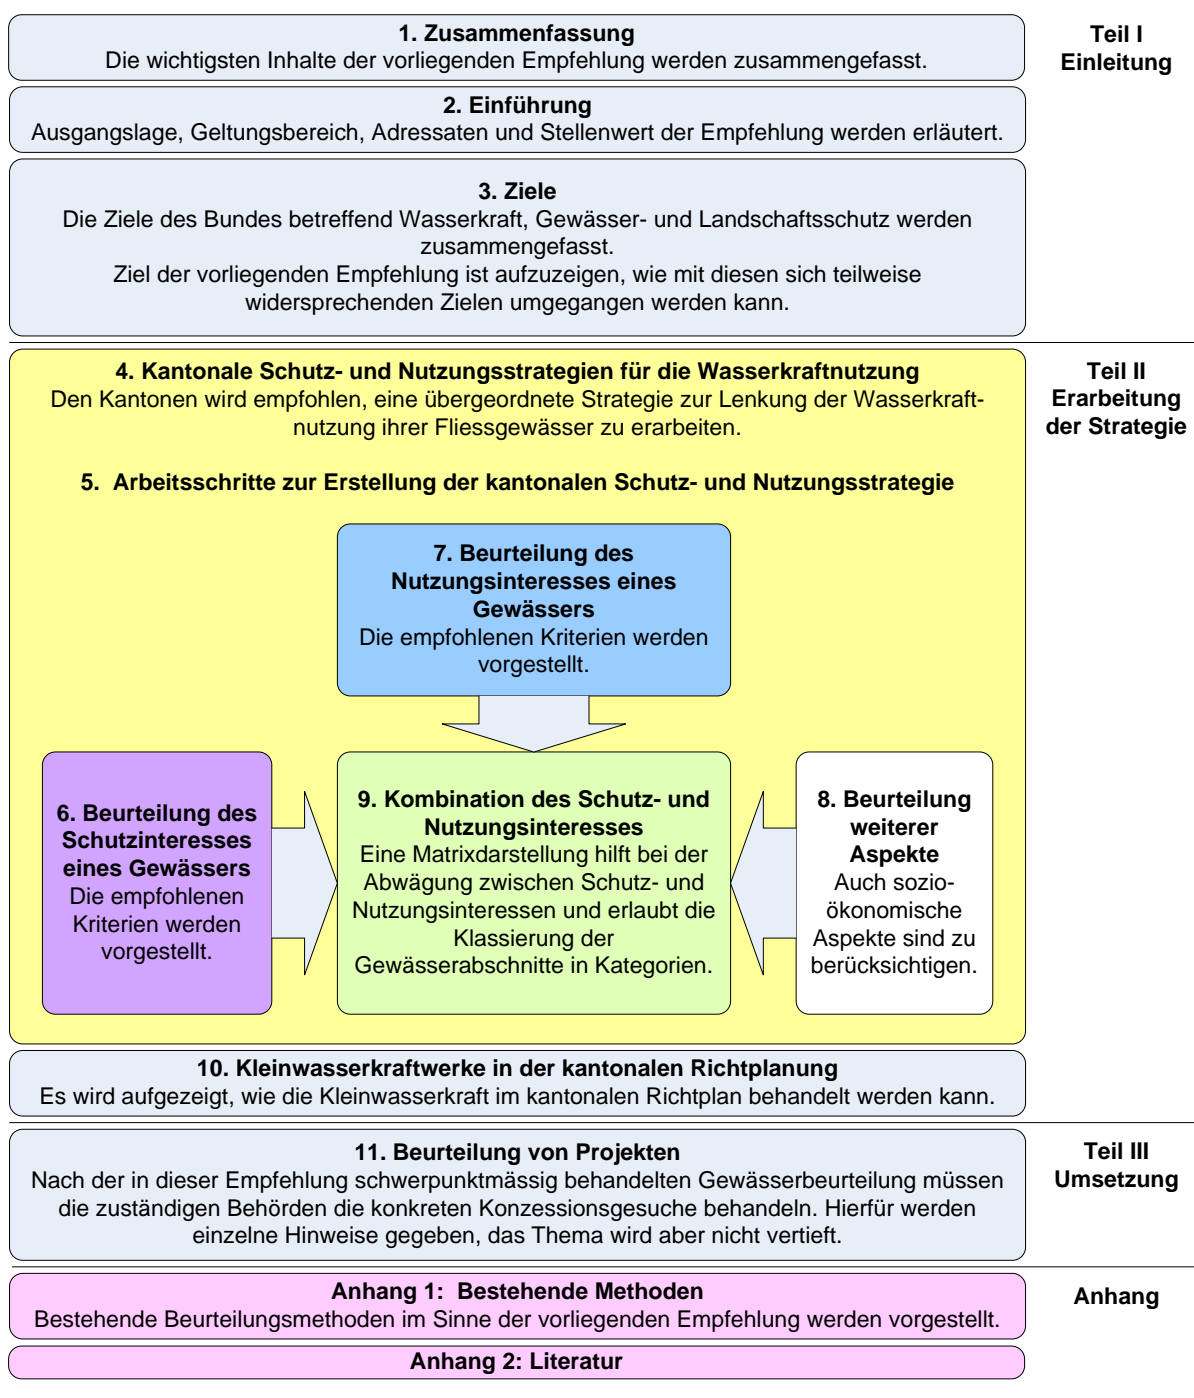 1. Zusammenfassung
Die wichtigsten Inhalte der vorliegenden Empfehlung werden zusammengefasst.
Teil I
Einleitung
2. Einführung
Ausgangslage, Geltungsbereich, Adressaten und Stellenwert der Empfehlung werden erläutert.
3. Ziele
Die Ziele des Bundes betreffend Wasserkraft, Gewässer- und Landschaftsschutz werden
zusammengefasst.
Ziel der vorliegenden Empfehlung ist aufzuzeigen, wie mit diesen sich teilweise
widersprechenden Zielen umgegangen werden kann.
4. Kantonale Schutz- und Nutzungsstrategien für die Wasserkraftnutzung
Den Kantonen wird empfohlen, eine übergeordnete Strategie zur Lenkung der Wasserkraft-
nutzung ihrer Fliessgewässer zu erarbeiten.
Teil II
Erarbeitung
der Strategie
5. Arbeitsschritte zur Erstellung der kantonalen Schutz- und Nutzungsstrategie
7. Beurteilung des
Nutzungsinteresses eines
Gewässers
Die empfohlenen Kriterien werden
vorgestellt.
6. Beurteilung des
Schutzinteresses
eines Gewässers
Die empfohlenen
Kriterien werden
vorgestellt.
9. Kombination des Schutz- und
Nutzungsinteresses
Eine Matrixdarstellung hilft bei der
Abwägung zwischen Schutz- und
Nutzungsinteressen und erlaubt die
Klassierung der
Gewässerabschnitte in Kategorien.
8. Beurteilung
weiterer
Aspekte
Auch sozio-
ökonomische
Aspekte sind zu
berücksichtigen.
10. Kleinwasserkraftwerke in der kantonalen Richtplanung
Es wird aufgezeigt, wie die Kleinwasserkraft im kantonalen Richtplan behandelt werden kann.
11. Beurteilung von Projekten
Nach der in dieser Empfehlung schwerpunktmässig behandelten Gewässerbeurteilung müssen
die zuständigen Behörden die konkreten Konzessionsgesuche behandeln. Hierfür werden
einzelne Hinweise gegeben, das Thema wird aber nicht vertieft.
Teil III
Umsetzung
Anhang 1: Bestehende Methoden
Bestehende Beurteilungsmethoden im Sinne der vorliegenden Empfehlung werden vorgestellt.
Anhang
Anhang 2: Literatur